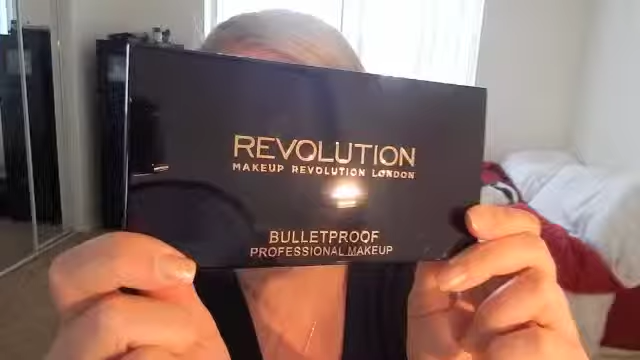 REVOLUTION
MAKEUP REVOLUTION LONDON
BULLETPROOF
PROFESSIONAL MAKEUP